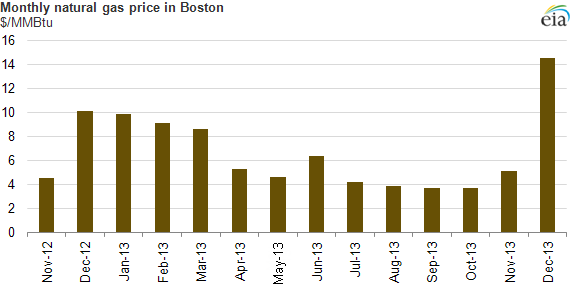 Monthly natural gas price in Boston
$/MMBtu
eia
16
14
12
10
8
6
4
2
0
Nov-12
Dec-12
Jan-13
Feb-13
Mar-13
Apr-13
May-13
Jun-13
Jul-13
Aug-13
Sep-13
Oct-13
Nov-13
Dec-13